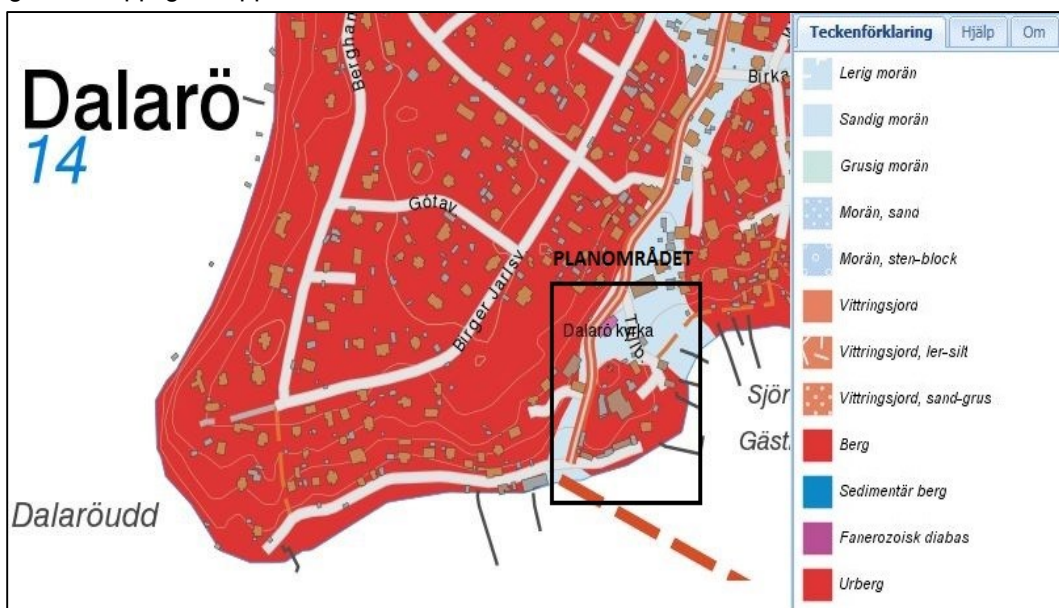 Teckenförklaring Hjälp Om
Dalarö
14
Götav
Birger Jarlsv
Birka
PLANOMRÅDET
Dalarö kyrka
Sjör
Gäst
Dalaröudd
Lerig morän
Sandig morän
Grusig morän
Morän, sand
Morän, sten-block
Vittringsjord
Vittringsjord, ler-silt
Vittringsjord, sand-grus
Berg
Sedimentär berg
Fanerozoisk diabas
Urberg